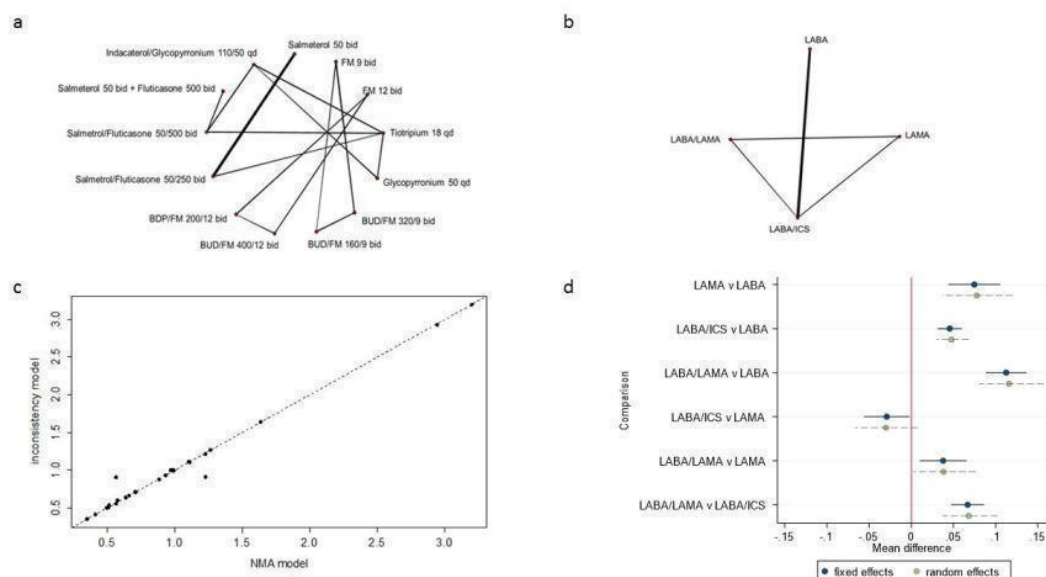 a
Salmeterol 50 bid
Indacaterol/Glycopyrronium 110/50 qd
FM 9 bid
Salmeterol 50 bid + Fluticasone 500 bid
FM 12 bid
Salmetrol/Fluticasone 50/500 bid
Tiotripium 18 qd
Salmetrol/Fluticasone 50/250 bid
Glycopyrronium 50 qd
BDP/FM 200/12 bid
BUD/FM 320/9 bid
BUD/FM 400/12 bid
BUD/FM 160/9 bid
b
LABA
LABA/LAMA
LAMA
LABA/ICS
c
inconsistency model
3.0
2.5
2.0
1.5
1.0
0.5
0.5 1.0 1.5 2.0 2.5 3.0
NMA model
d
Comparison
LAMA v LABA
LABA/ICS v LABA
LABA/LAMA v LABA
LABA/ICS v LAMA
LABA/LAMA v LAMA
LABA/LAMA v LABA/ICS
-.15 -.1 -.05 0 .05 .1 .15
Mean difference
fixed effects random effects